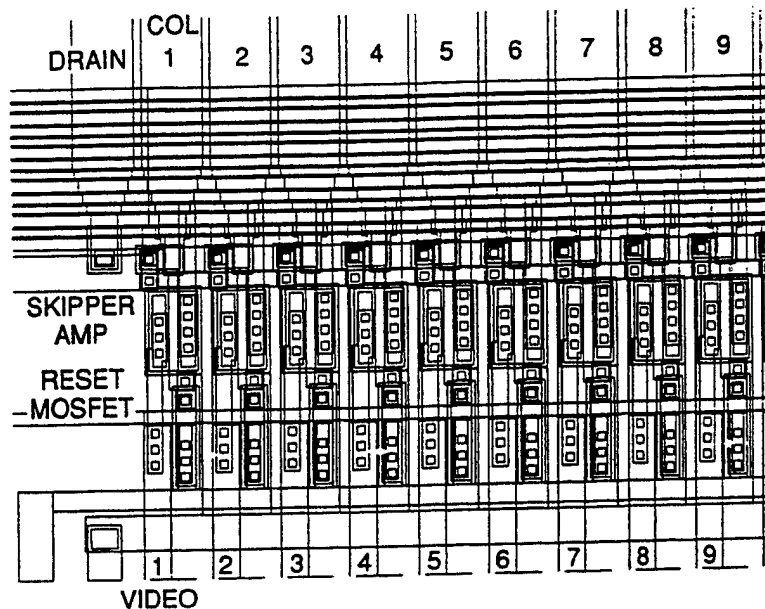 COL
DRAIN 1 2 3 4 5 6 7 8 9
SKIPPER
AMP
RESET
MOSFET
1 2 3 4 5 6 7 8 9
VIDEO